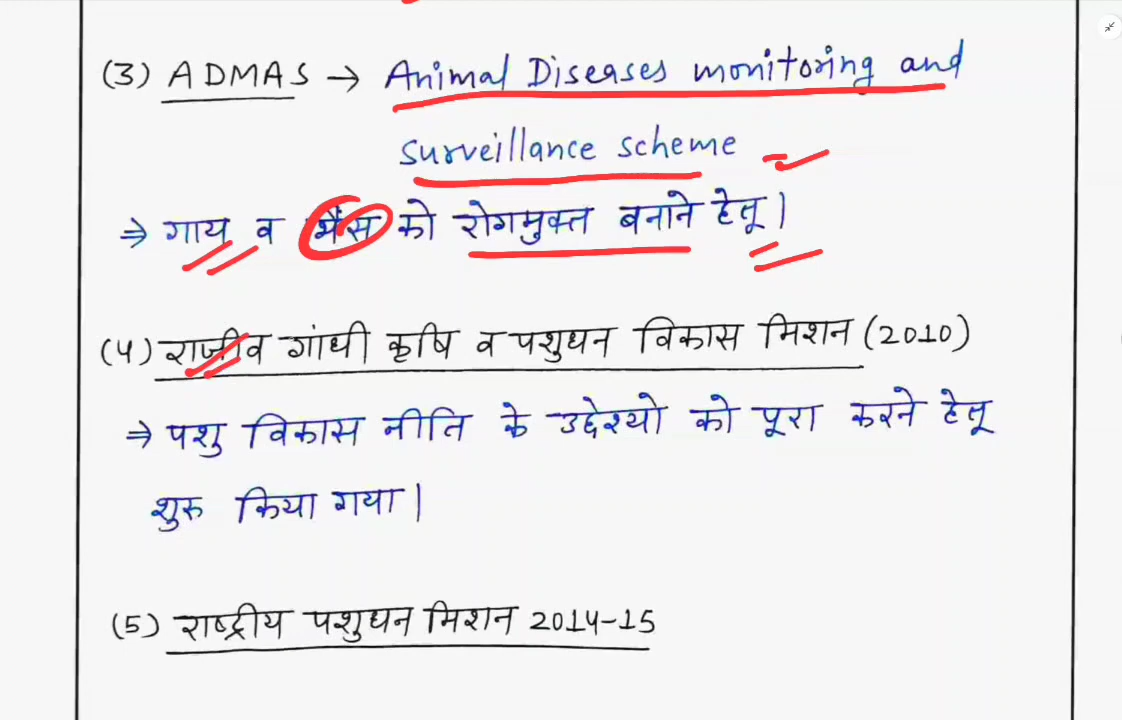 (3) ADMAS → Animal Diseases monitoring and
surveillance scheme
⇒ गाय व भैंस को रोगमुक्त बनाने हेतू।
(4) राजीव गांधी कृषि व पशुधन विकास मिशन (2010)
⇒ पशु विकास नीति के उद्देश्यो को पूरा करने हेतू
शुरु किया गया।
(5) राष्ट्रीय पशुधन मिशन 2014-15